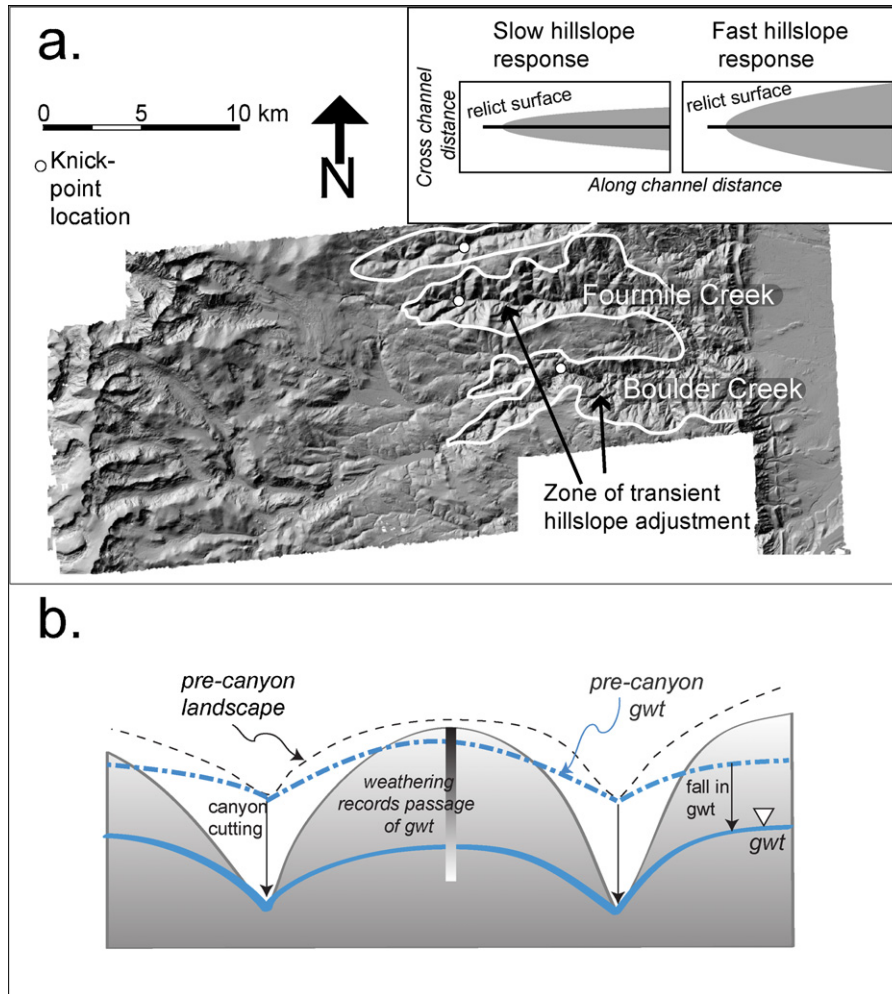 a.
0 5 10 km
Knick-
point
location
N
Slow hillslope
response
Fast hillslope
response
relict surface
relict surface
Cross channel
distance
Along channel distance
Fourmile Creek
Boulder Creek
Zone of transient
hillslope adjustment
b.
pre-canyon
landscape
pre-canyon
gwt
canyon
cutting
weathering
records passage
of gwt
fall in
gwt
gwt